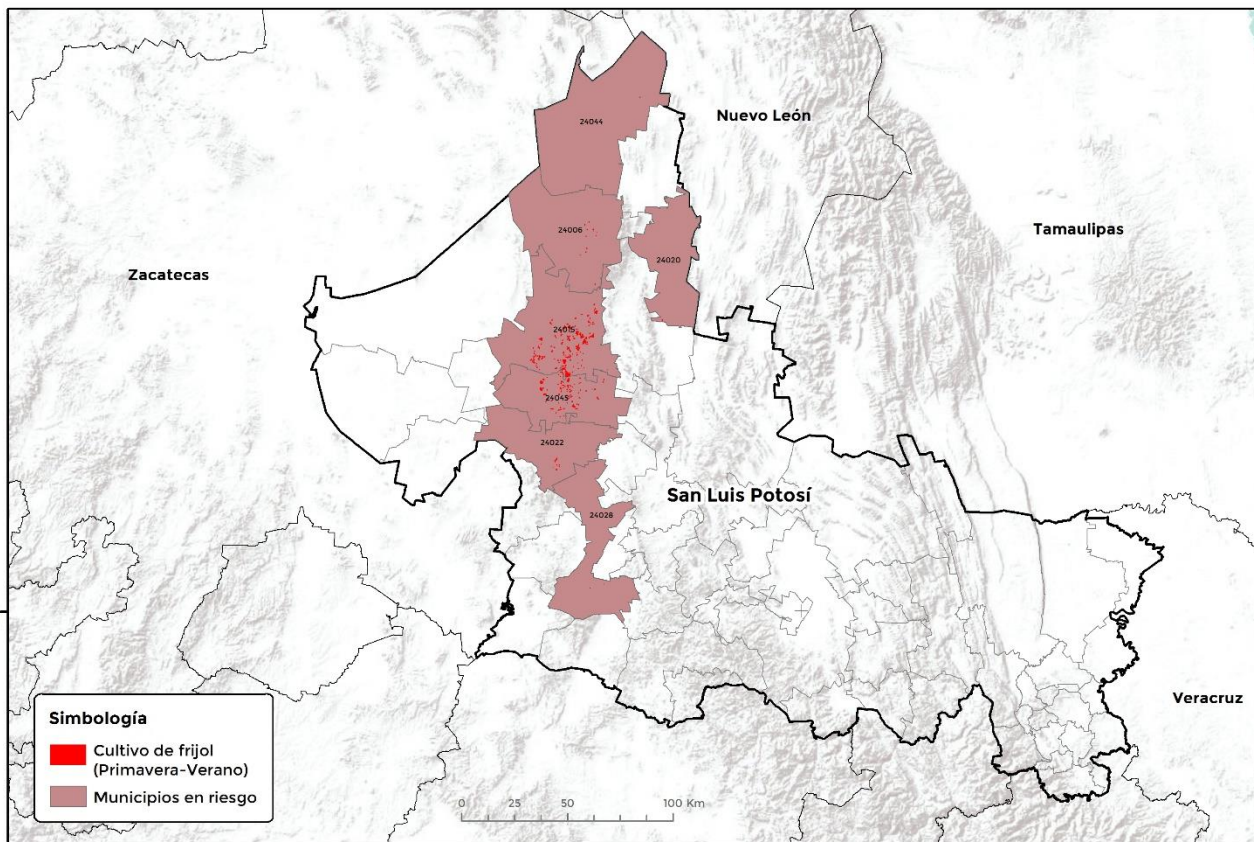 24044
Nuevo León
24006
Tamaulipas
24020
Zacatecas
24015
24045
24022
San Luis Potosí
24028
Veracruz
Simbología
Cultivo de frijol
(Primavera-Verano)
Municipios en riesgo
0 25 50 100 Km